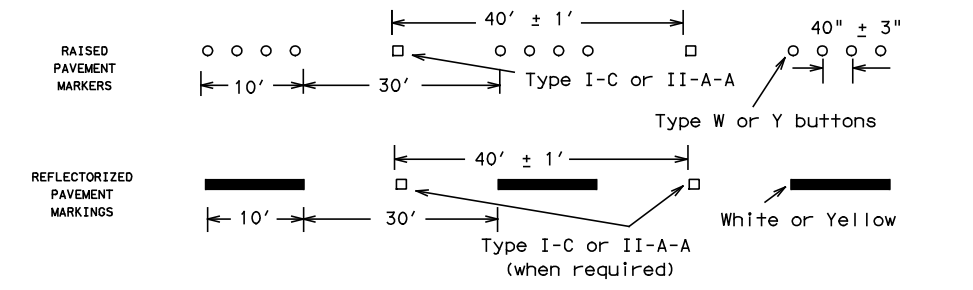 40' ± 1'
40" ± 3"
RAISED
PAVEMENT
MARKERS
10'
30'
Type I-C or II-A-A
Type W or Y buttons
40' ± 1'
REFLECTORIZED
PAVEMENT
MARKINGS
10'
30'
White or Yellow
Type I-C or II-A-A
(when required)